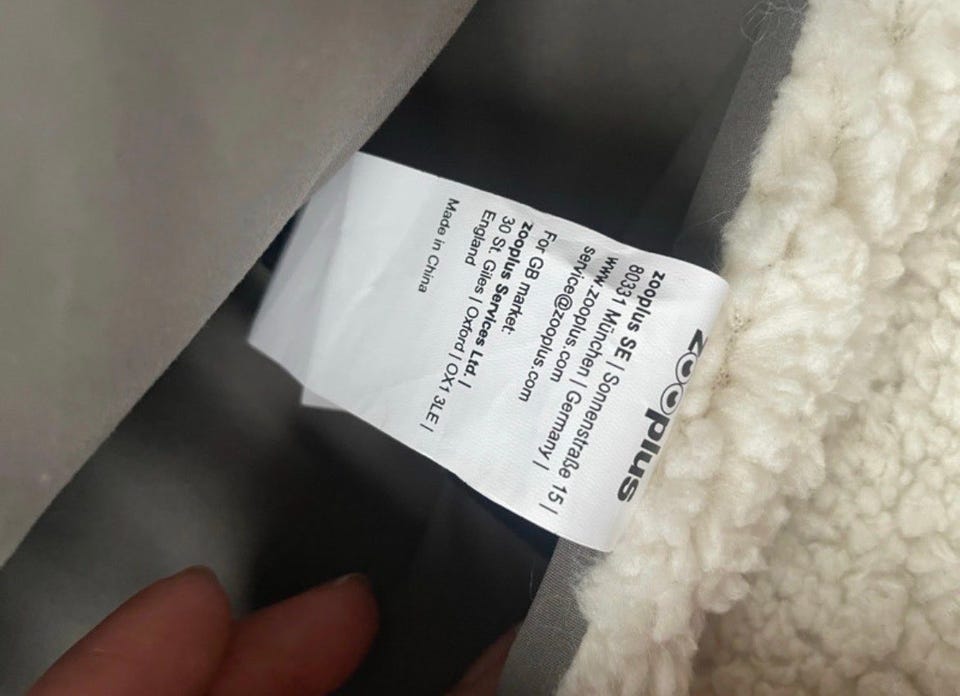 zooplus
zooplus SE | Sonnenstraße 15 |
80331 München | Germany |
www.zooplus.com
service@zooplus.com
For GB market:
zooplus Services Ltd. |
30 St. Giles | Oxford | OX1 3LE |
England
Made in China